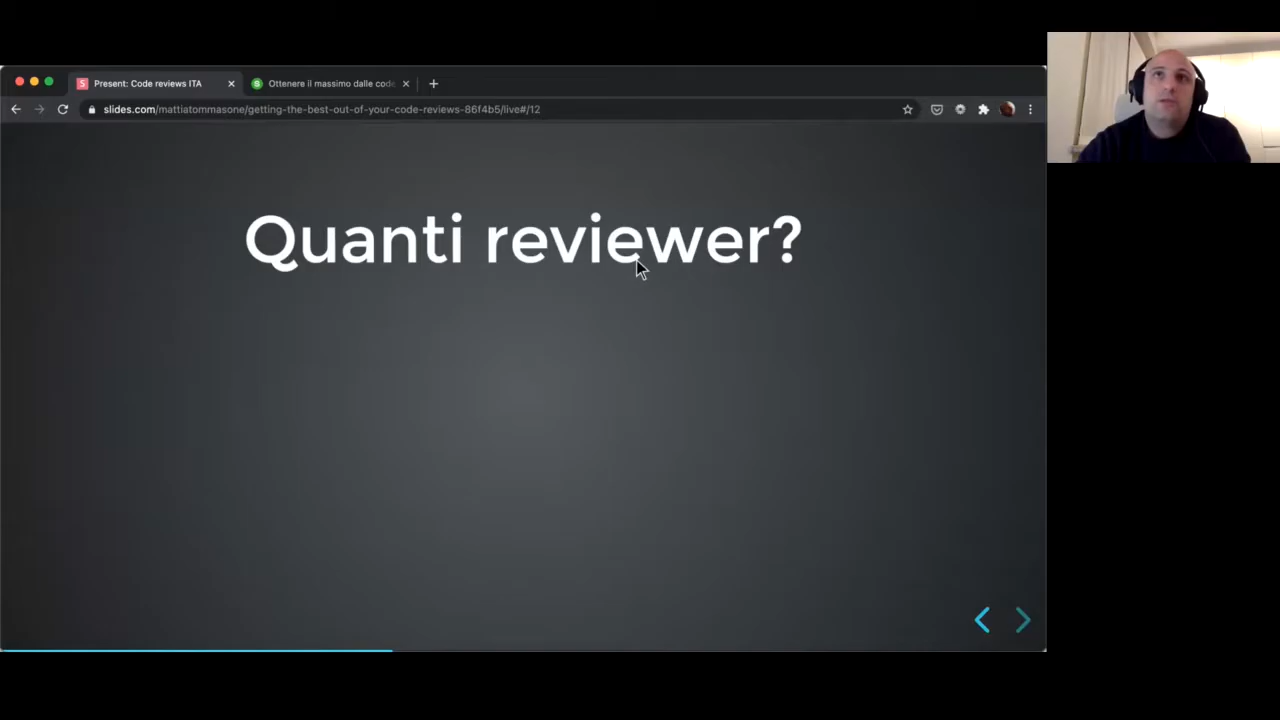 Present: Code reviews ITA
Ottenere il massimo dalle code
slides.com/mattiatommasone/getting-the-best-out-of-your-code-reviews-86f4b5/live#/12
Quanti reviewer?